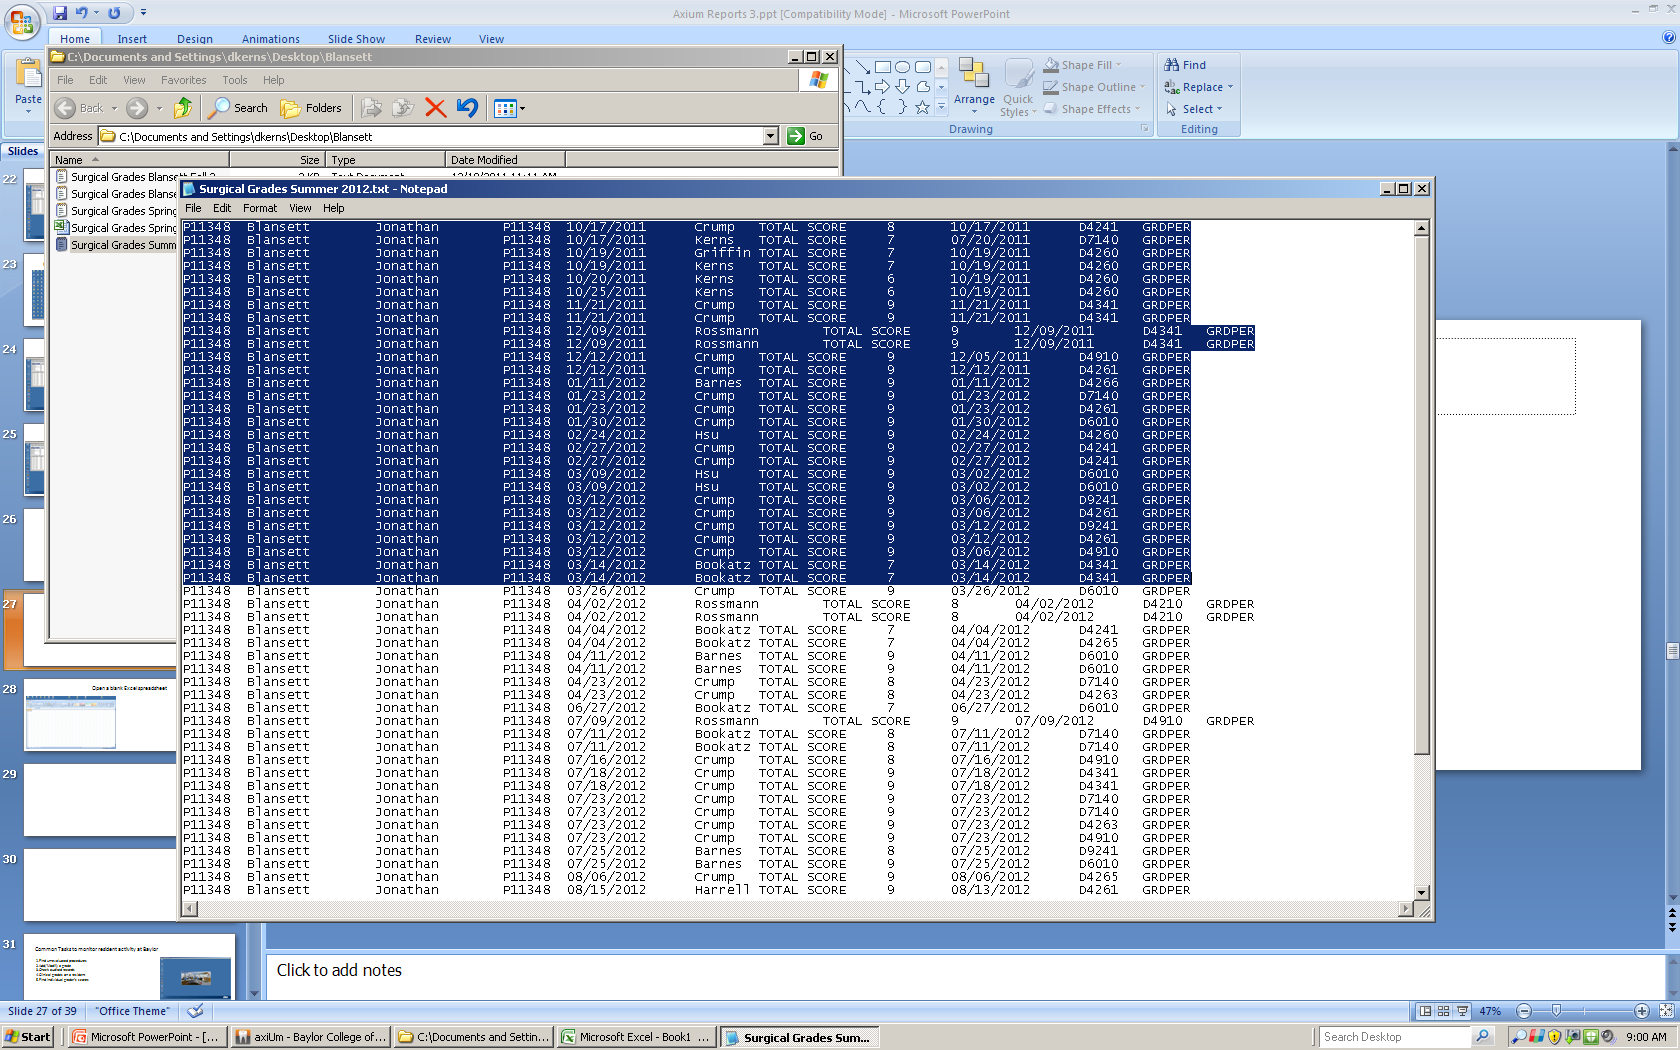 Axium Reports 3.ppt [Compatibility Mode] - Microsoft PowerPoint
Home Insert Design Animations Slide Show Review View
Paste
Arrange
Quick Styles
Shape Fill
Shape Outline
Shape Effects
Drawing
Find
Replace
Select
Editing
C:\Documents and Settings\dkerns\Desktop\Blansett
File Edit View Favorites Tools Help
Back Search Folders
Address C:\Documents and Settings\dkerns\Desktop\Blansett Go
Name Size Type Date Modified
Surgical Grades Blansett
Surgical Grades Blans
Surgical Grades Spring
Surgical Grades Spring
Surgical Grades Summ
Slides
22
23
24
25
26
27
28
Open a blank Excel spreadsheet
29
30
31
Common Tasks to monitor resident activity at Baylor
Surgical Grades Summer 2012.txt - Notepad
File Edit Format View Help
P11348 Blansett Jonathan P11348 10/17/2011 Crump TOTAL SCORE 8 10/17/2011 D4241 GRDPER
P11348 Blansett Jonathan P11348 10/17/2011 Kerns TOTAL SCORE 7 07/20/2011 D7140 GRDPER
P11348 Blansett Jonathan P11348 10/19/2011 Griffin TOTAL SCORE 7 10/19/2011 D4260 GRDPER
P11348 Blansett Jonathan P11348 10/19/2011 Kerns TOTAL SCORE 7 10/19/2011 D4260 GRDPER
P11348 Blansett Jonathan P11348 10/20/2011 Kerns TOTAL SCORE 6 10/19/2011 D4260 GRDPER
P11348 Blansett Jonathan P11348 10/25/2011 Kerns TOTAL SCORE 6 10/19/2011 D4260 GRDPER
P11348 Blansett Jonathan P11348 11/21/2011 Crump TOTAL SCORE 9 11/21/2011 D4341 GRDPER
P11348 Blansett Jonathan P11348 11/21/2011 Crump TOTAL SCORE 9 11/21/2011 D4341 GRDPER
P11348 Blansett Jonathan P11348 12/09/2011 Rossmann TOTAL SCORE 9 12/09/2011 D4341 GRDPER
P11348 Blansett Jonathan P11348 12/09/2011 Rossmann TOTAL SCORE 9 12/09/2011 D4341 GRDPER
P11348 Blansett Jonathan P11348 12/12/2011 Crump TOTAL SCORE 9 12/05/2011 D4910 GRDPER
P11348 Blansett Jonathan P11348 12/12/2011 Crump TOTAL SCORE 9 12/12/2011 D4261 GRDPER
P11348 Blansett Jonathan P11348 01/11/2012 Barnes TOTAL SCORE 9 01/11/2012 D4266 GRDPER
P11348 Blansett Jonathan P11348 01/23/2012 Crump TOTAL SCORE 9 01/23/2012 D7140 GRDPER
P11348 Blansett Jonathan P11348 01/23/2012 Crump TOTAL SCORE 9 01/23/2012 D4261 GRDPER
P11348 Blansett Jonathan P11348 01/30/2012 Crump TOTAL SCORE 9 01/30/2012 D6010 GRDPER
P11348 Blansett Jonathan P11348 02/24/2012 Hsu TOTAL SCORE 9 02/24/2012 D4260 GRDPER
P11348 Blansett Jonathan P11348 02/27/2012 Crump TOTAL SCORE 9 02/27/2012 D4241 GRDPER
P11348 Blansett Jonathan P11348 02/27/2012 Crump TOTAL SCORE 9 02/27/2012 D4241 GRDPER
P11348 Blansett Jonathan P11348 03/09/2012 Hsu TOTAL SCORE 9 03/02/2012 D6010 GRDPER
P11348 Blansett Jonathan P11348 03/09/2012 Hsu TOTAL SCORE 9 03/02/2012 D6010 GRDPER
P11348 Blansett Jonathan P11348 03/12/2012 Crump TOTAL SCORE 9 03/06/2012 D9241 GRDPER
P11348 Blansett Jonathan P11348 03/12/2012 Crump TOTAL SCORE 9 03/06/2012 D4261 GRDPER
P11348 Blansett Jonathan P11348 03/12/2012 Crump TOTAL SCORE 9 03/12/2012 D9241 GRDPER
P11348 Blansett Jonathan P11348 03/12/2012 Crump TOTAL SCORE 9 03/12/2012 D4261 GRDPER
P11348 Blansett Jonathan P11348 03/12/2012 Crump TOTAL SCORE 9 03/06/2012 D4910 GRDPER
P11348 Blansett Jonathan P11348 03/14/2012 Bookatz TOTAL SCORE 7 03/14/2012 D4341 GRDPER
P11348 Blansett Jonathan P11348 03/14/2012 Bookatz TOTAL SCORE 7 03/14/2012 D4341 GRDPER
P11348 Blansett Jonathan P11348 03/26/2012 Crump TOTAL SCORE 9 03/26/2012 D6010 GRDPER
P11348 Blansett Jonathan P11348 04/02/2012 Rossmann TOTAL SCORE 8 04/02/2012 D4210 GRDPER
P11348 Blansett Jonathan P11348 04/02/2012 Rossmann TOTAL SCORE 8 04/02/2012 D4210 GRDPER
P11348 Blansett Jonathan P11348 04/04/2012 Bookatz TOTAL SCORE 7 04/04/2012 D4241 GRDPER
P11348 Blansett Jonathan P11348 04/04/2012 Bookatz TOTAL SCORE 7 04/04/2012 D4265 GRDPER
P11348 Blansett Jonathan P11348 04/11/2012 Barnes TOTAL SCORE 9 04/11/2012 D6010 GRDPER
P11348 Blansett Jonathan P11348 04/11/2012 Barnes TOTAL SCORE 9 04/11/2012 D6010 GRDPER
P11348 Blansett Jonathan P11348 04/23/2012 Crump TOTAL SCORE 8 04/23/2012 D7140 GRDPER
P11348 Blansett Jonathan P11348 04/23/2012 Crump TOTAL SCORE 8 04/23/2012 D4263 GRDPER
P11348 Blansett Jonathan P11348 06/27/2012 Bookatz TOTAL SCORE 7 06/27/2012 D6010 GRDPER
P11348 Blansett Jonathan P11348 07/09/2012 Rossmann TOTAL SCORE 9 07/09/2012 D4910 GRDPER
P11348 Blansett Jonathan P11348 07/11/2012 Bookatz TOTAL SCORE 8 07/11/2012 D7140 GRDPER
P11348 Blansett Jonathan P11348 07/11/2012 Bookatz TOTAL SCORE 8 07/11/2012 D7140 GRDPER
P11348 Blansett Jonathan P11348 07/18/2012 Crump TOTAL SCORE 8 07/16/2012 D4910 GRDPER
P11348 Blansett Jonathan P11348 07/18/2012 Crump TOTAL SCORE 9 07/18/2012 D4341 GRDPER
P11348 Blansett Jonathan P11348 07/18/2012 Crump TOTAL SCORE 9 07/18/2012 D4341 GRDPER
P11348 Blansett Jonathan P11348 07/23/2012 Crump TOTAL SCORE 9 07/23/2012 D7140 GRDPER
P11348 Blansett Jonathan P11348 07/23/2012 Crump TOTAL SCORE 9 07/23/2012 D7140 GRDPER
P11348 Blansett Jonathan P11348 07/23/2012 Crump TOTAL SCORE 9 07/23/2012 D4263 GRDPER
P11348 Blansett Jonathan P11348 07/23/2012 Crump TOTAL SCORE 9 07/23/2012 D4910 GRDPER
P11348 Blansett Jonathan P11348 07/25/2012 Barnes TOTAL SCORE 8 07/25/2012 D9241 GRDPER
P11348 Blansett Jonathan P11348 07/25/2012 Barnes TOTAL SCORE 9 07/25/2012 D6010 GRDPER
P11348 Blansett Jonathan P11348 08/06/2012 Crump TOTAL SCORE 9 08/06/2012 D4265 GRDPER
P11348 Blansett Jonathan P11348 08/15/2012 Harrell TOTAL SCORE 9 08/13/2012 D4261 GRDPER
Click to add notes
Slide 27 of 39 "Office Theme" 47%
Start Microsoft PowerPoint - [... axiUm - Baylor College of... C:\Documents and Settin... Microsoft Excel - Book1 Surgical Grades Sum... Search Desktop 9:00 AM